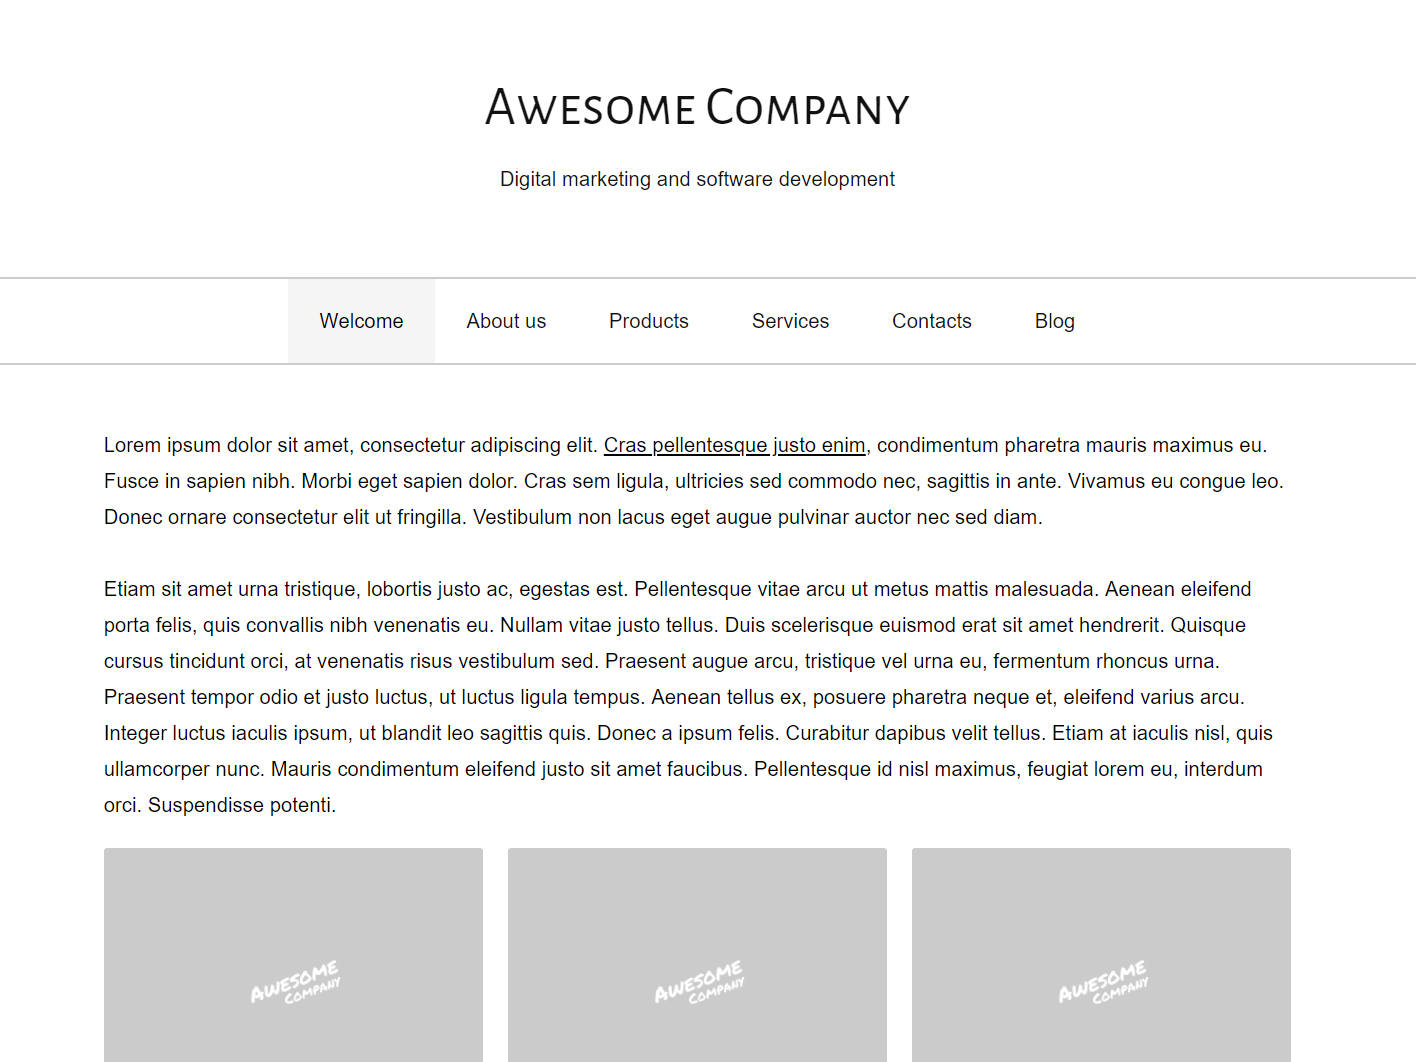 Awesome Company
Digital marketing and software development
Welcome About us Products Services Contacts Blog
Lorem ipsum dolor sit amet, consectetur adipiscing elit. Cras pellentesque justo enim, condimentum pharetra mauris maximus eu.
Fusce in sapien nibh. Morbi eget sapien dolor. Cras sem ligula, ultricies sed commodo nec, sagittis in ante. Vivamus eu congue leo.
Donec ornare consectetur elit ut fringilla. Vestibulum non lacus eget augue pulvinar auctor nec sed diam.
Etiam sit amet urna tristique, lobortis justo ac, egestas est. Pellentesque vitae arcu ut metus mattis malesuada. Aenean eleifend
porta felis, quis convallis nibh venenatis eu. Nullam vitae justo tellus. Duis scelerisque euismod erat sit amet hendrerit. Quisque
cursus tincidunt orci, at venenatis risus vestibulum sed. Praesent augue arcu, tristique vel urna eu, fermentum rhoncus urna.
Praesent tempor odio et justo luctus, ut luctus ligula tempus. Aenean tellus ex, posuere pharetra neque et, eleifend varius arcu.
Integer luctus iaculis ipsum, ut blandit leo sagittis quis. Donec a ipsum felis. Curabitur dapibus velit tellus. Etiam at iaculis nisl, quis
ullamcorper nunc. Mauris condimentum eleifend justo sit amet faucibus. Pellentesque id nisl maximus, feugiat lorem eu, interdum
orci. Suspendisse potenti.
AWESOME
COMPANY
AWESOME
COMPANY
AWESOME
COMPANY